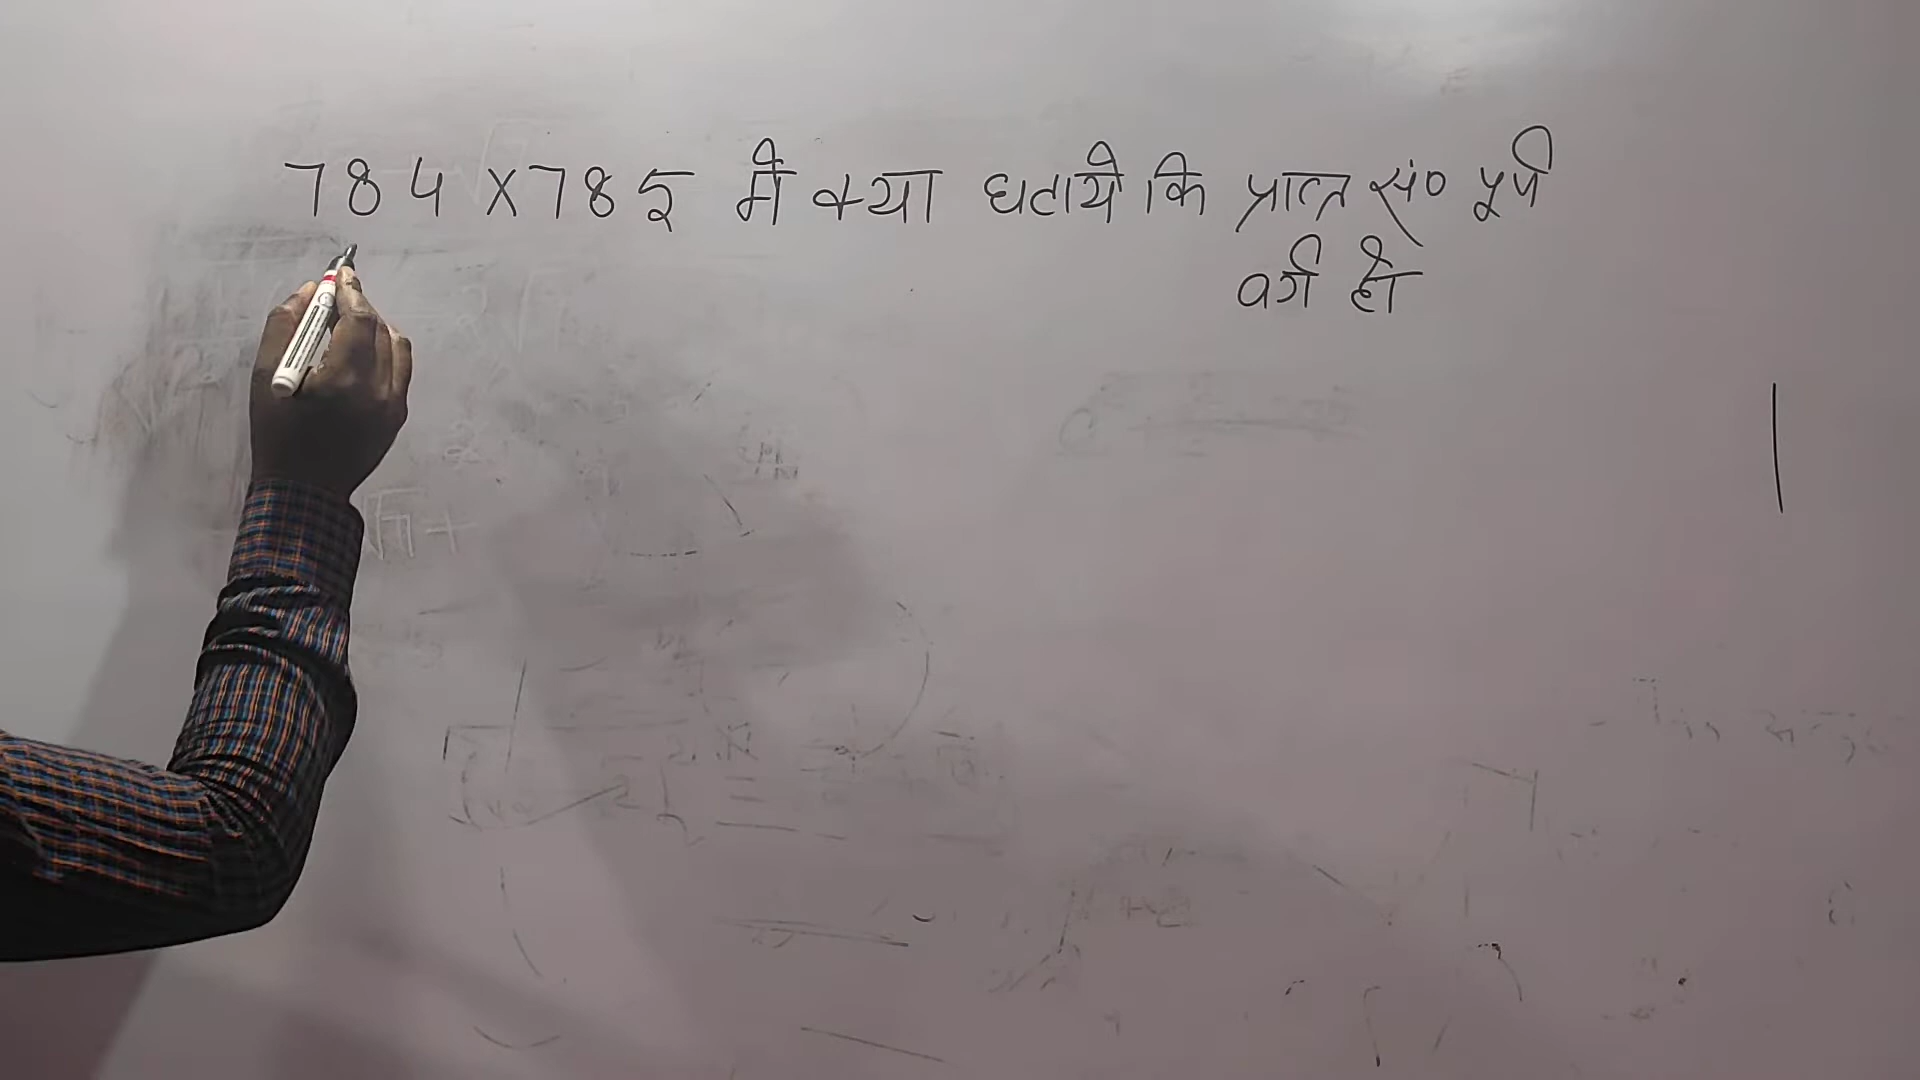 784 x 785 में क्या घटाये कि प्राप्त सं० पूर्ण
वर्ग हो